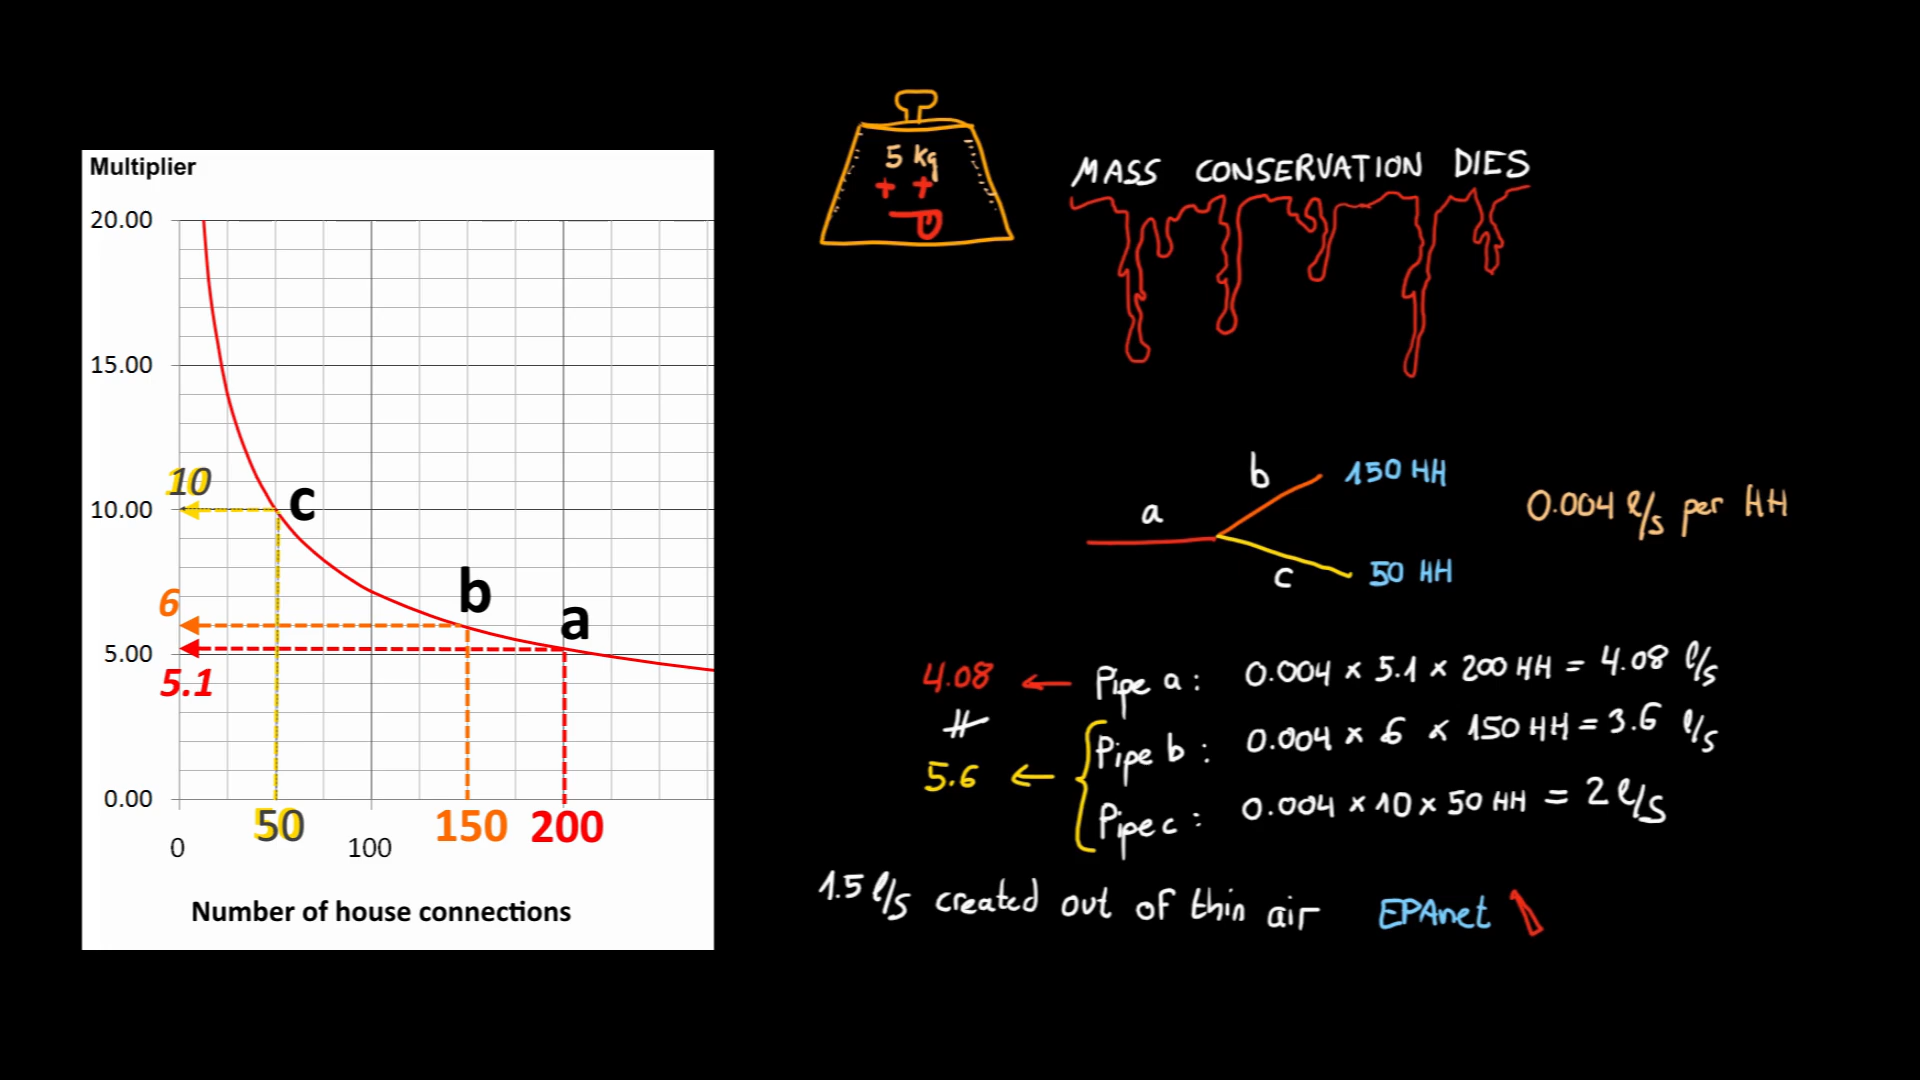 Multiplier
20.00
15.00
10
10.00
c
6
b
a
5.00
5.1
0.00
50
150
200
0
100
Number of house connections
5 kg
MASS CONSERVATION DIES
b
150 HH
a
0.004 l/s per HH
c
50 HH
4.08 ← Pipe a: 0.004 × 5.1 × 200 HH = 4.08 l/s
≠
5.6 ← Pipe b: 0.004 × 6 × 150 HH = 3.6 l/s
Pipe c: 0.004 × 10 × 50 HH = 2 l/s
1.5 l/s created out of thin air EPAnet